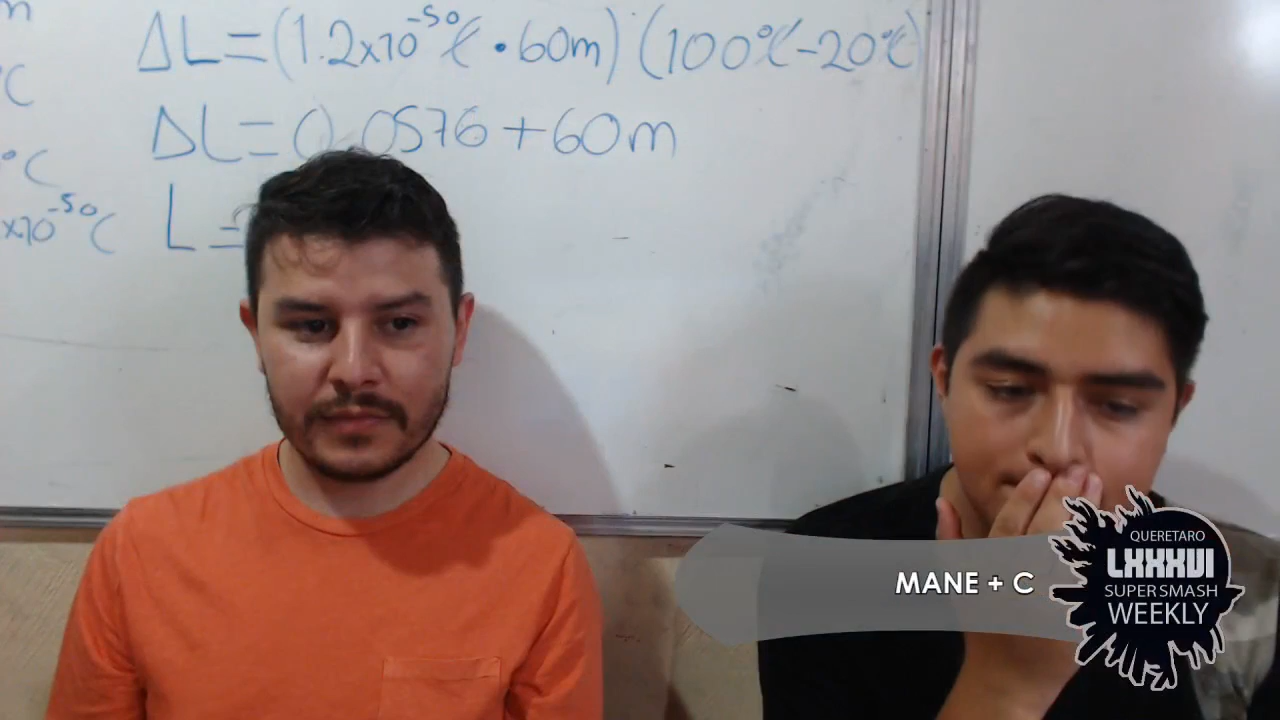 m
ΔL=(1.2x10⁻⁵°C • 60m) (100°C-20°C)
°C
ΔL=0.0576+60m
°C
x10⁻⁵°C
L=
MANE + C
QUERETARO
LXXXVI
SUPER SMASH
WEEKLY